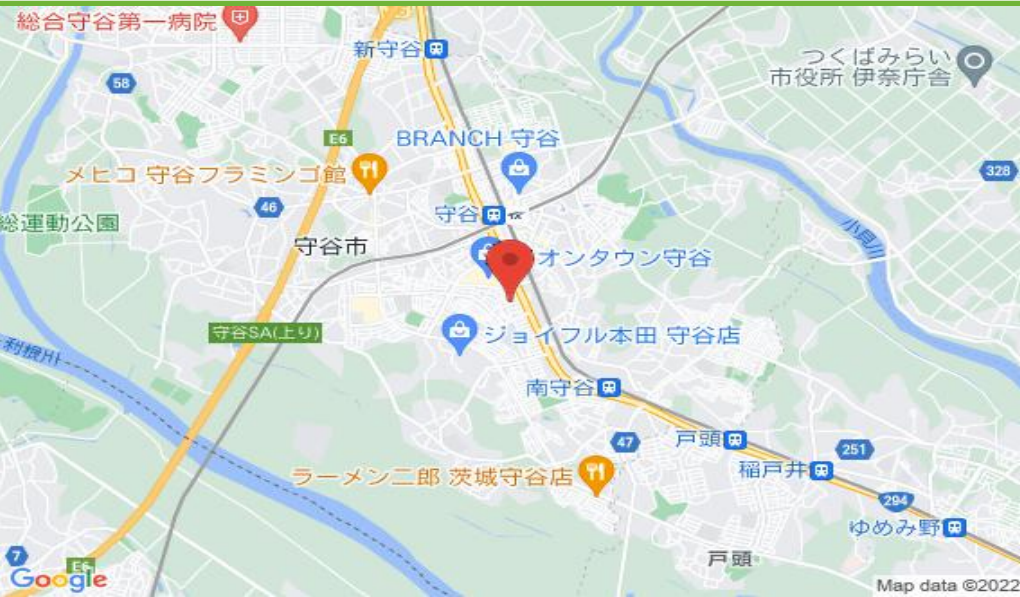 総合守谷第一病院
新守谷
つくばみらい
市役所 伊奈庁舎
58
E6
BRANCH 守谷
メヒコ 守谷フラミンゴ館
328
46
守谷
総運動公園
守谷市
小貝川
オンタウン守谷
守谷SA(上り)
ジョイフル本田 守谷店
利根川
南守谷
47
戸頭
251
稲戸井
ラーメン二郎 茨城守谷店
294
ゆめみ野
7
E6
戸頭
Google
Map data ©2022